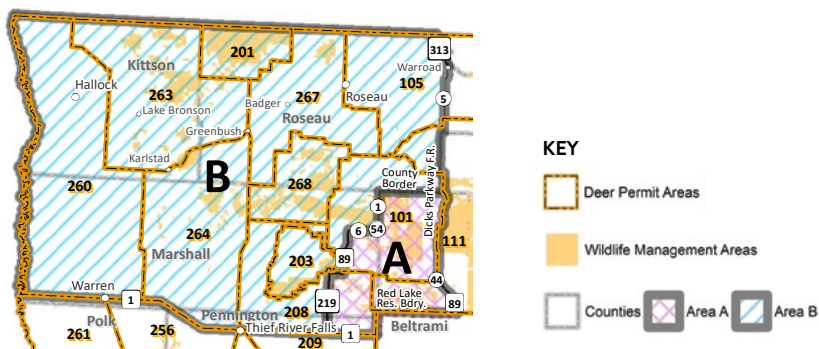 313
201
Kittson
Warroad
Hallock
263
267
105
5
Lake Bronson
Badger
Roseau
Roseau
Greenbush
Karlstad
B
County
Border
Dicks Parkway F.R.
260
268
1
101
264
6
54
111
Marshall
203
89
A
44
Warren
1
219
Red Lake
Res. Bdry.
89
Pennington
208
Polk
Thief River Falls
1
Beltrami
261
256
209
KEY
Deer Permit Areas
Wildlife Management Areas
Counties
Area A
Area B